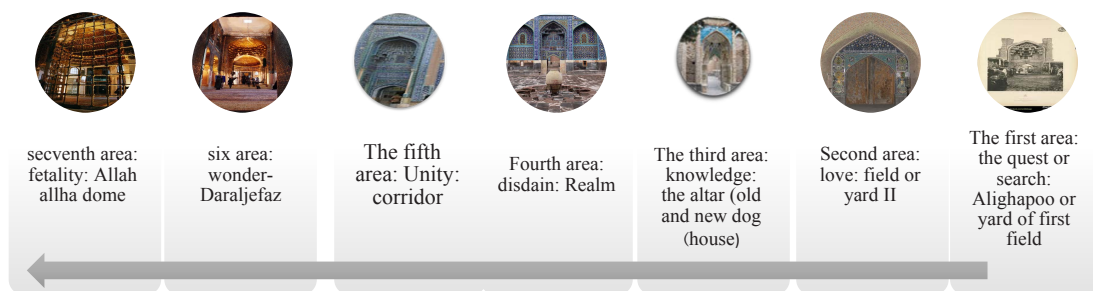 secventh area:
fetality: Allah
allha dome
six area:
wonder-
Daraljefaz
The fifth
area: Unity:
corridor
Fourth area:
disdain: Realm
The third area:
knowledge:
the altar (old
and new dog
(house)
Second area:
love: field or
yard II
The first area:
the quest or
search:
Alighapoo or
yard of first
field